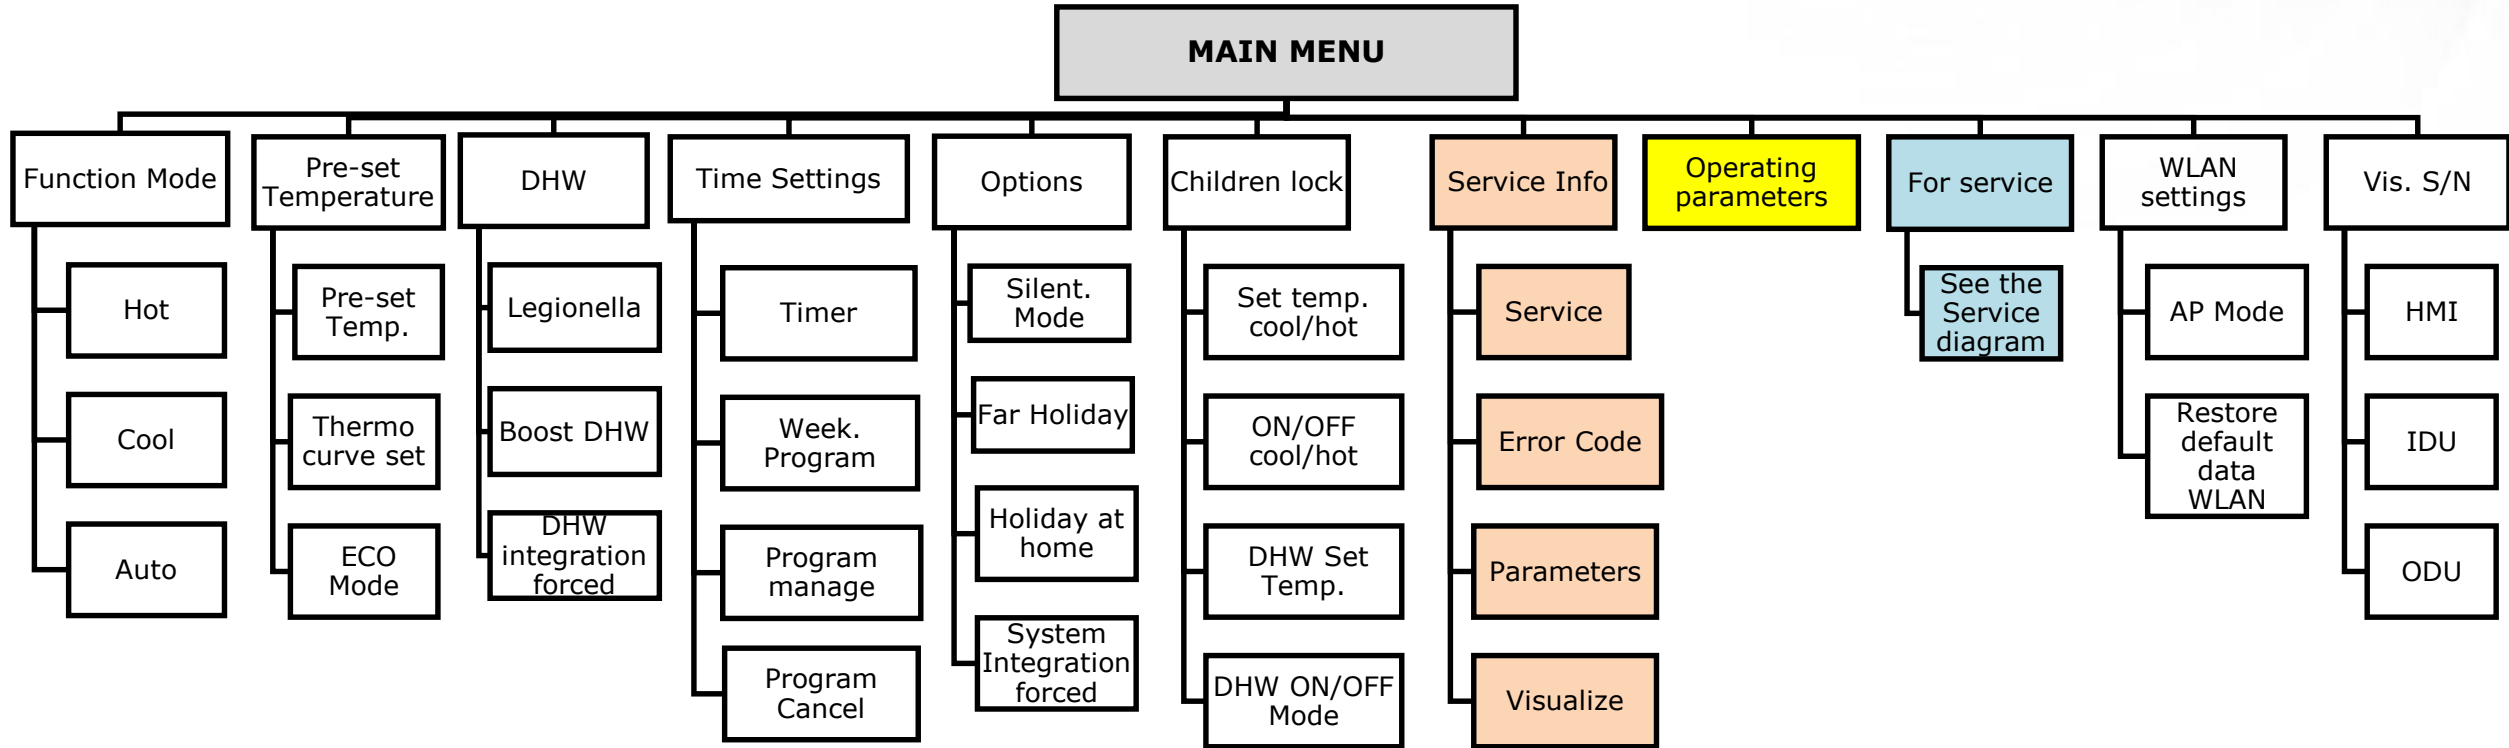 MAIN MENU
Function Mode
Hot
Cool
Auto
Pre-set
Temperature
Pre-set
Temp.
Thermo
curve set
ECO
Mode
DHW
Legionella
Boost DHW
DHW
integration
forced
Time Settings
Timer
Week.
Program
Program
manage
Program
Cancel
Options
Silent.
Mode
Far Holiday
Holiday at
home
System
Integration
forced
Children lock
Set temp.
cool/hot
ON/OFF
cool/hot
DHW Set
Temp.
DHW ON/OFF
Mode
Service Info
Service
Error Code
Parameters
Visualize
Operating
parameters
For service
See the
Service
diagram
WLAN
settings
AP Mode
Restore
default
data
WLAN
Vis. S/N
HMI
IDU
ODU